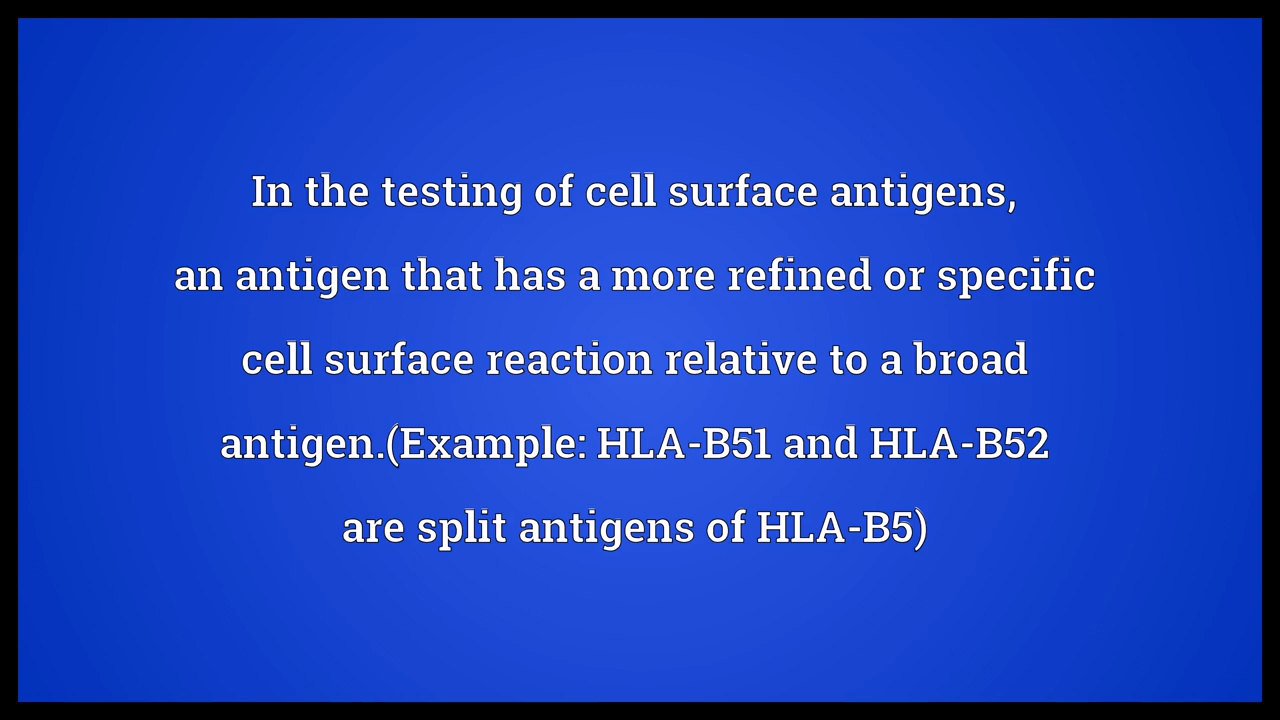 In the testing of cell surface antigens,
an antigen that has a more refined or specific
cell surface reaction relative to a broad
antigen.(Example: HLA-B51 and HLA-B52
are split antigens of HLA-B5)